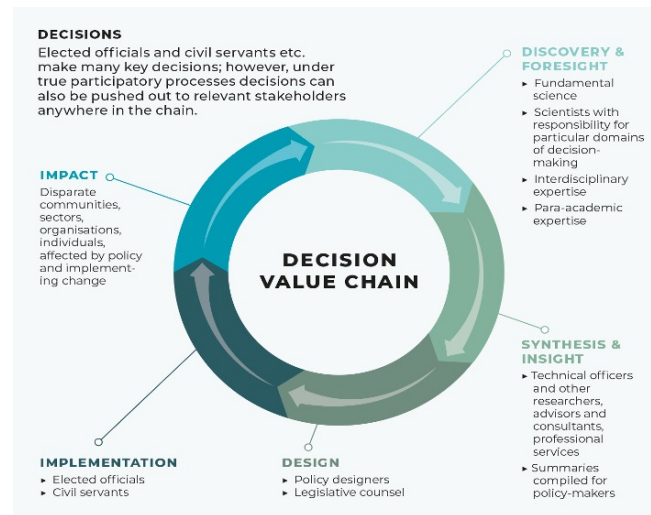 DECISIONS
Elected officials and civil servants etc.
make many key decisions; however, under
true participatory processes decisions can
also be pushed out to relevant stakeholders
anywhere in the chain.
DISCOVERY &
FORESIGHT
▸ Fundamental
science
▸ Scientists with
responsibility for
particular domains
of decision-
making
▸ Interdisciplinary
expertise
▸ Para-academic
expertise
IMPACT
Disparate
communities,
sectors,
organisations,
individuals,
affected by policy
and implement-
ing change
DECISION
VALUE CHAIN
SYNTHESIS &
INSIGHT
▸ Technical officers
and other
researchers,
advisors and
consultants,
professional
services
▸ Summaries
compiled for
policy-makers
IMPLEMENTATION
▸ Elected officials
▸ Civil servants
DESIGN
▸ Policy designers
▸ Legislative counsel